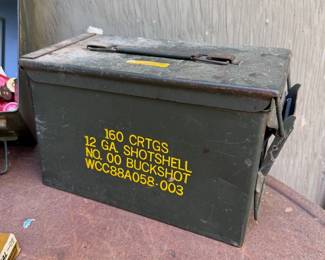 160 CRTGS
12 GA. SHOTSHELL
NO. 00 BUCKSHOT
WCC88A058-003